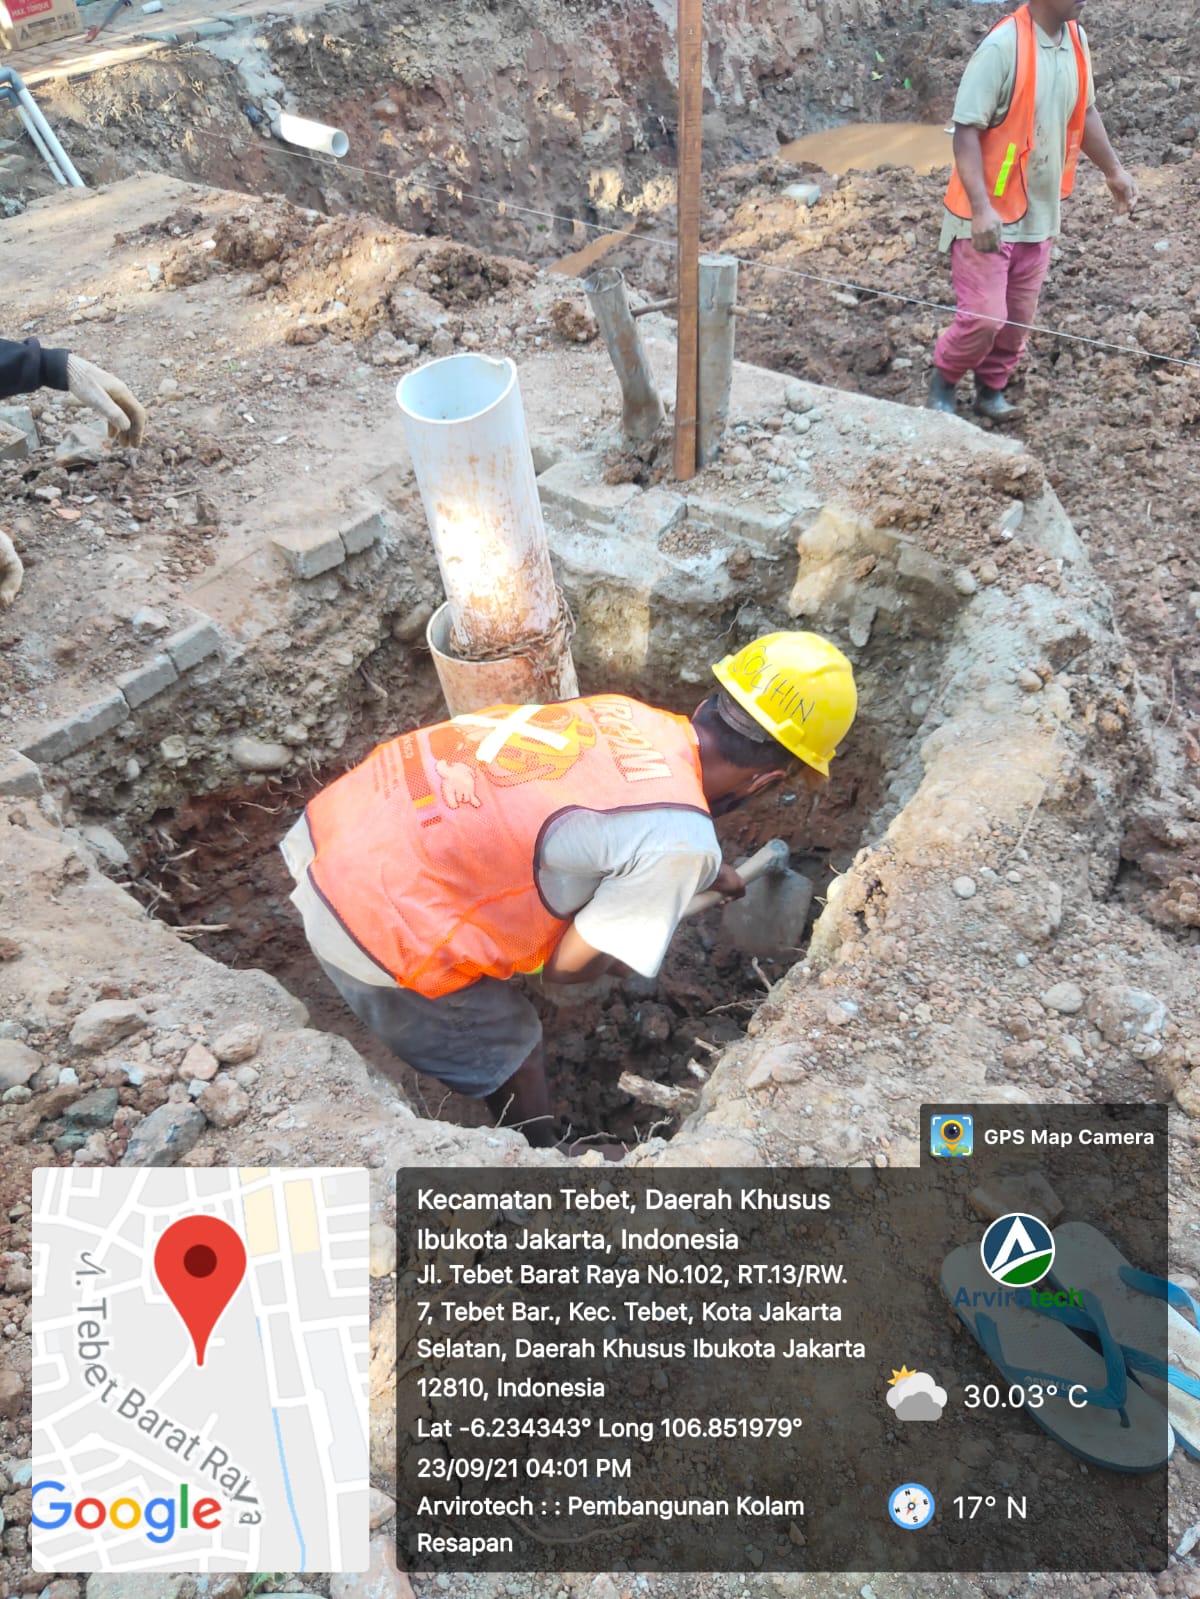 MAX. TORQUE
SOLIHIN
GPS Map Camera
Kecamatan Tebet, Daerah Khusus
Ibukota Jakarta, Indonesia
Jl. Tebet Barat Raya No.102, RT.13/RW.
7, Tebet Bar., Kec. Tebet, Kota Jakarta
Selatan, Daerah Khusus Ibukota Jakarta
12810, Indonesia
Lat -6.234343° Long 106.851979°
23/09/21 04:01 PM
Arvirotech : : Pembangunan Kolam
Resapan
Arvirotech
30.03° C
17° N
Jl. Tebet Barat Raya
Google